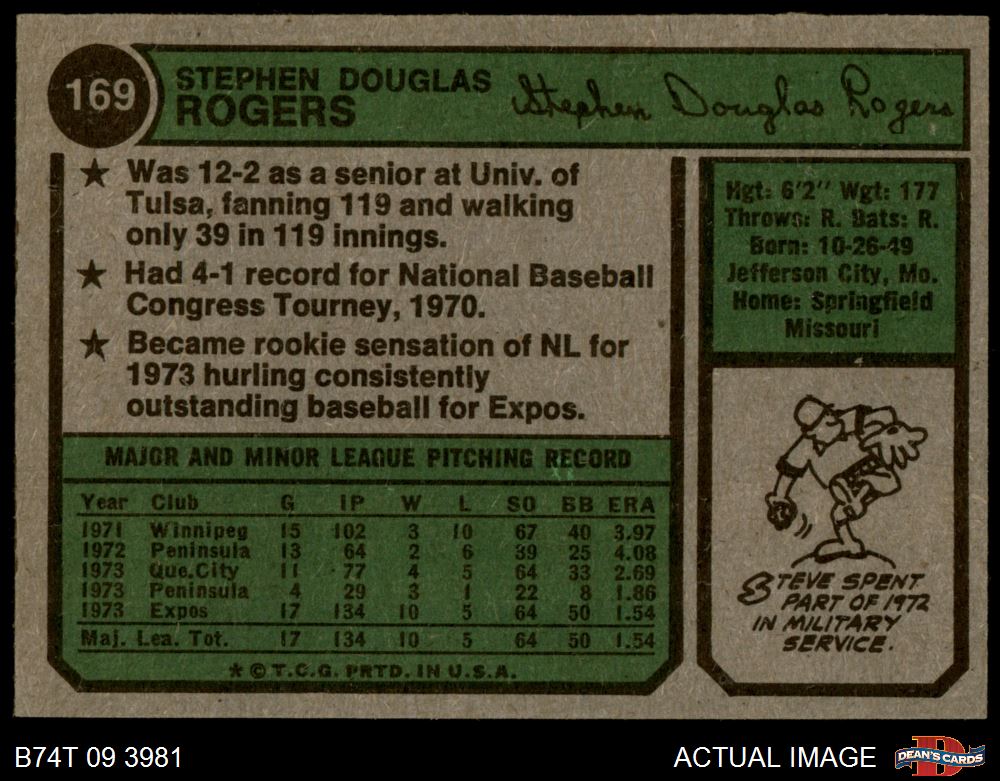 169
STEPHEN DOUGLAS
ROGERS
Stephen Douglas Rogers
★ Was 12-2 as a senior at Univ. of
Tulsa, fanning 119 and walking
only 39 in 119 innings.
★ Had 4-1 record for National Baseball
Congress Tourney, 1970.
★ Became rookie sensation of NL for
1973 hurling consistently
outstanding baseball for Expos.
Hgt: 6'2" Wgt: 177
Throws: R. Bats: R.
Born: 10-26-49
Jefferson City, Mo.
Home: Springfield
Missouri
MAJOR AND MINOR LEAGUE PITCHING RECORD
Year Club G IP W L SO BB ERA
1971 Winnipeg 15 102 3 10 67 40 3.97
1972 Peninsula 13 64 2 6 39 25 4.08
1973 Que.City 11 77 4 5 64 33 2.69
1973 Peninsula 4 29 3 1 22 8 1.86
1973 Expos 17 134 10 5 64 50 1.54
Maj. Lea. Tot. 17 134 10 5 64 50 1.54
★ © T.C.G. PRTD. IN U.S.A.
STEVE SPENT
PART OF 1972
IN MILITARY
SERVICE.
B74T 09 3981
ACTUAL IMAGE
D
DEAN'S CARDS